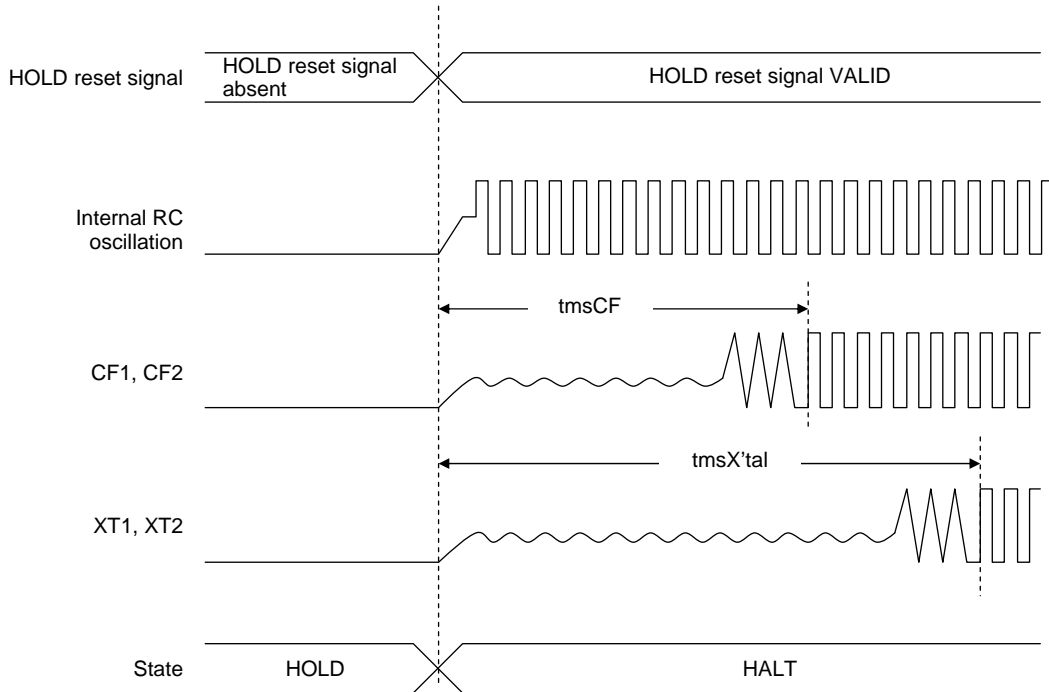 HOLD reset signal
HOLD reset signal
absent
HOLD reset signal VALID
Internal RC
oscillation
tmsCF
CF1, CF2
tmsX'tal
XT1, XT2
State
HOLD
HALT